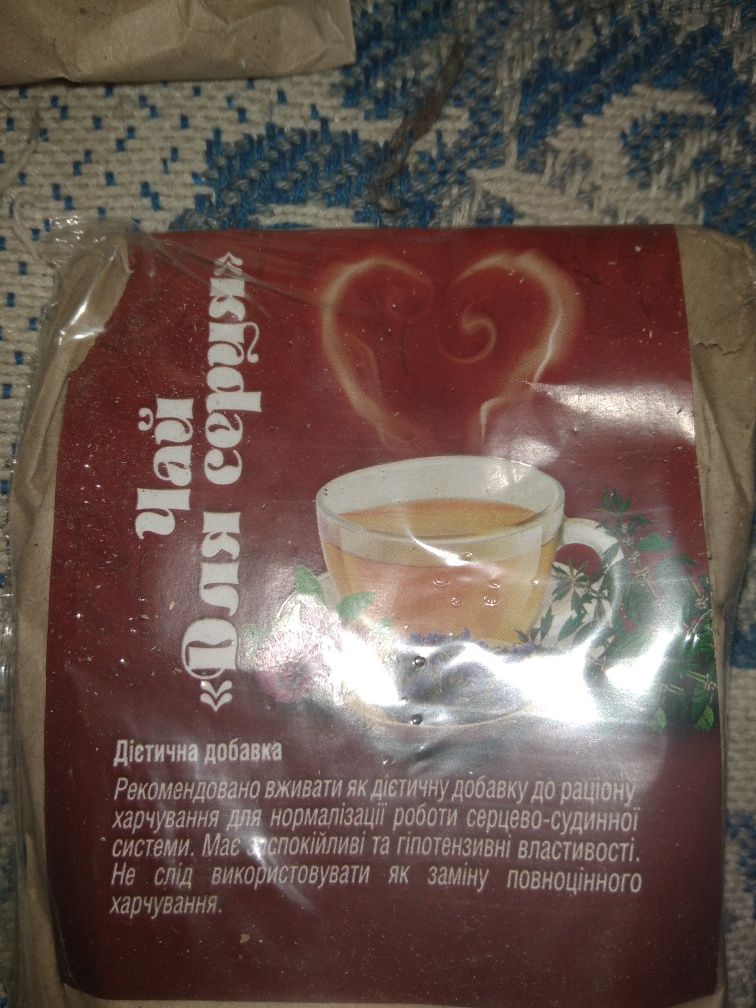 Чай
«Для серця»
Дієтична добавка
Рекомендовано вживати як дієтичну добавку до раціону
харчування для нормалізації роботи серцево-судинної
системи. Має заспокійливі та гіпотензивні властивості.
Не слід використовувати як заміну повноцінного
харчування.